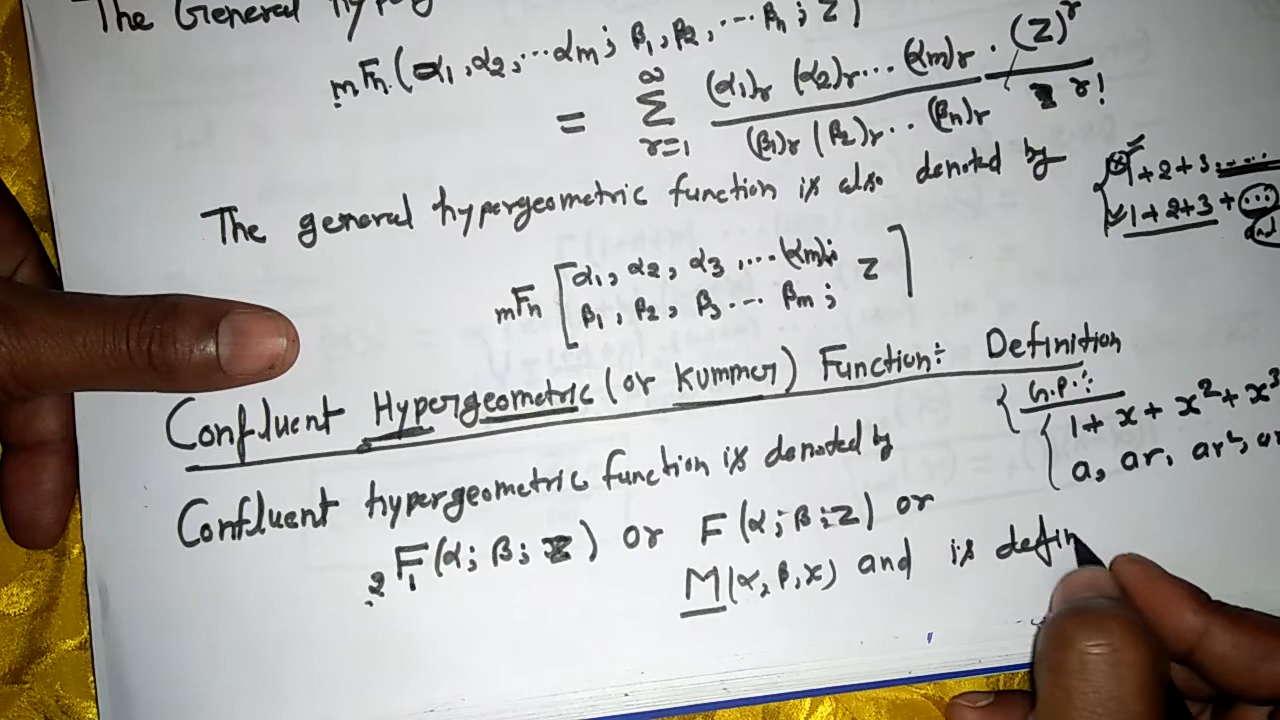 The General
mFn (α1, α2, ... αm; β1, β2, ... βn; z)
= ∞ Σ r=1 (α1)r (α2)r ... (αm)r / (β1)r (β2)r .. (βn)r · (z)^r / r!
The general hypergeometric function is also denoted by
1+2+3......
1+2+3+...
mFn [ α1, α2, α3, ... (αm);
β1, β2, β3 ... βm; z ]
Confluent Hypergeometric (or Kummer) Function: Definition
G.P.:
1 + x + x² + x³
a, ar, ar²,
Confluent hypergeometric function is denoted by
2F1 (α; β; z) or F (α; β; z) or
M (α, β, x) and is defin